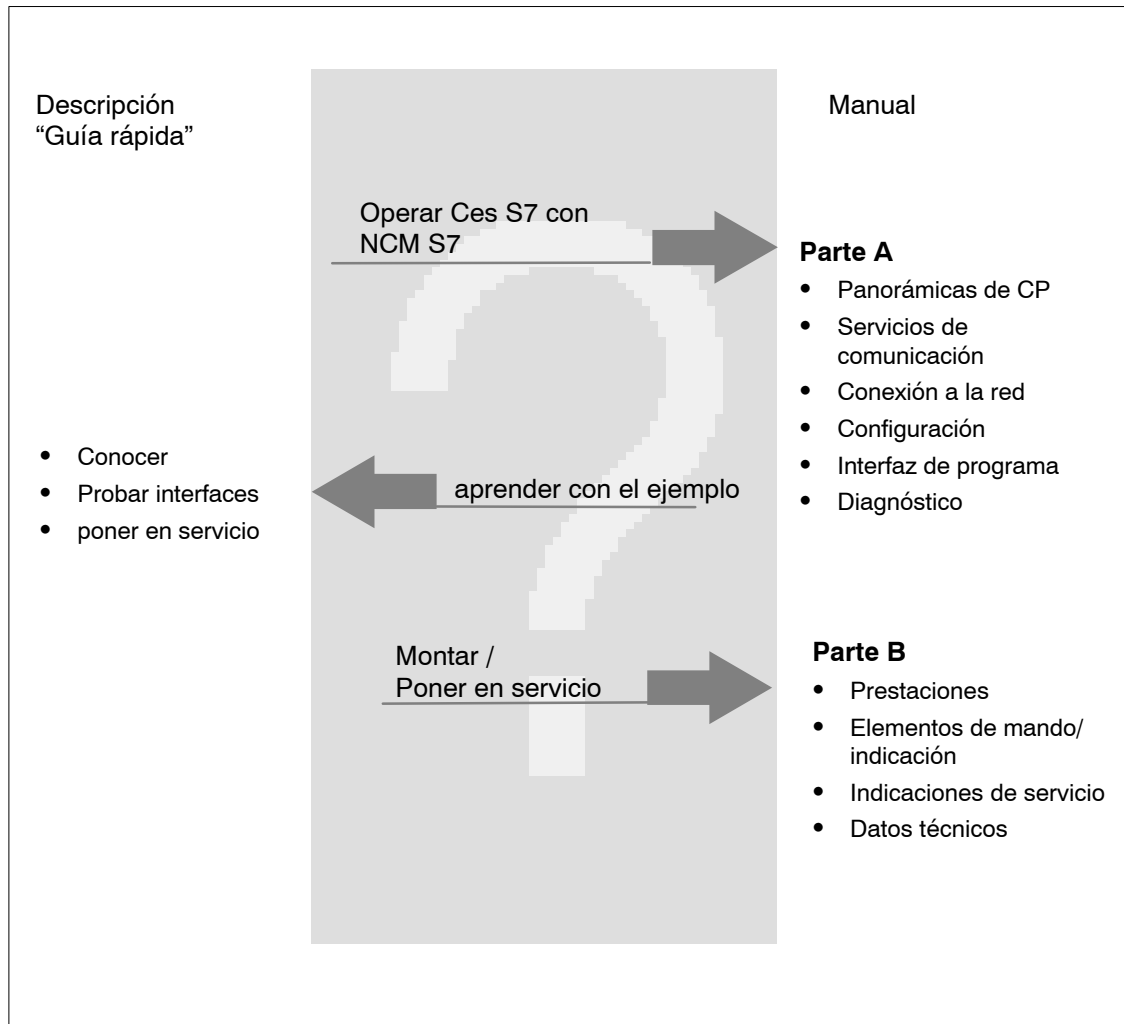 Descripción
“Guía rápida”
Manual
Operar Ces S7 con
NCM S7
Parte A
• Panorámicas de CP
• Servicios de
comunicación
• Conexión a la red
• Configuración
• Interfaz de programa
• Diagnóstico
• Conocer
• Probar interfaces
• poner en servicio
aprender con el ejemplo
Montar /
Poner en servicio
Parte B
• Prestaciones
• Elementos de mando/
indicación
• Indicaciones de servicio
• Datos técnicos